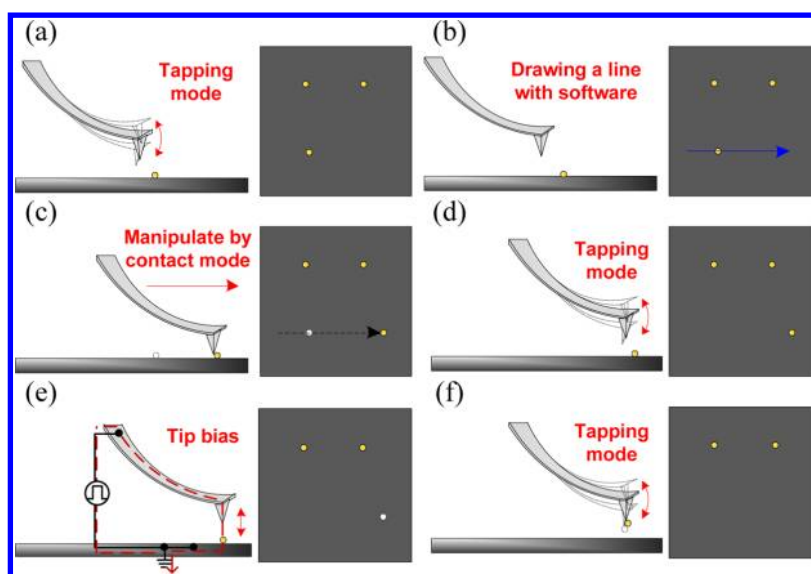 (a)
Tapping
mode
(b)
Drawing a line
with software
(c)
Manipulate by
contact mode
(d)
Tapping
mode
(e)
Tip bias
(f)
Tapping
mode